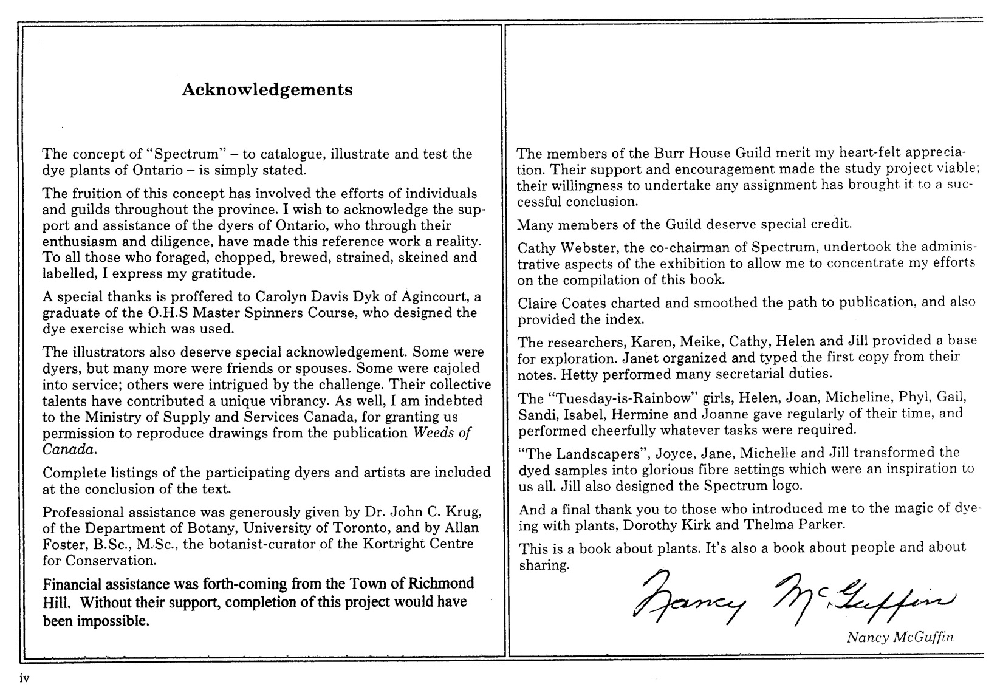 Acknowledgements
The concept of “Spectrum” – to catalogue, illustrate and test the
dye plants of Ontario – is simply stated.
The fruition of this concept has involved the efforts of individuals
and guilds throughout the province. I wish to acknowledge the sup-
port and assistance of the dyers of Ontario, who through their
enthusiasm and diligence, have made this reference work a reality.
To all those who foraged, chopped, brewed, strained, skeined and
labelled, I express my gratitude.
A special thanks is proffered to Carolyn Davis Dyk of Agincourt, a
graduate of the O.H.S Master Spinners Course, who designed the
dye exercise which was used.
The illustrators also deserve special acknowledgement. Some were
dyers, but many more were friends or spouses. Some were cajoled
into service; others were intrigued by the challenge. Their collective
talents have contributed a unique vibrancy. As well, I am indebted
to the Ministry of Supply and Services Canada, for granting us
permission to reproduce drawings from the publication Weeds of
Canada.
Complete listings of the participating dyers and artists are included
at the conclusion of the text.
Professional assistance was generously given by Dr. John C. Krug,
of the Department of Botany, University of Toronto, and by Allan
Foster, B.Sc., M.Sc., the botanist-curator of the Kortright Centre
for Conservation.
Financial assistance was forth-coming from the Town of Richmond
Hill. Without their support, completion of this project would have
been impossible.
The members of the Burr House Guild merit my heart-felt apprecia-
tion. Their support and encouragement made the study project viable;
their willingness to undertake any assignment has brought it to a suc-
cessful conclusion.
Many members of the Guild deserve special credit.
Cathy Webster, the co-chairman of Spectrum, undertook the adminis-
trative aspects of the exhibition to allow me to concentrate my efforts
on the compilation of this book.
Claire Coates charted and smoothed the path to publication, and also
provided the index.
The researchers, Karen, Meike, Cathy, Helen and Jill provided a base
for exploration. Janet organized and typed the first copy from their
notes. Hetty performed many secretarial duties.
The “Tuesday-is-Rainbow” girls, Helen, Joan, Micheline, Phyl, Gail,
Sandi, Isabel, Hermine and Joanne gave regularly of their time, and
performed cheerfully whatever tasks were required.
“The Landscapers”, Joyce, Jane, Michelle and Jill transformed the
dyed samples into glorious fibre settings which were an inspiration to
us all. Jill also designed the Spectrum logo.
And a final thank you to those who introduced me to the magic of dye-
ing with plants, Dorothy Kirk and Thelma Parker.
This is a book about plants. It’s also a book about people and about
sharing.
Nancy McGuffin
Nancy McGuffin
iv